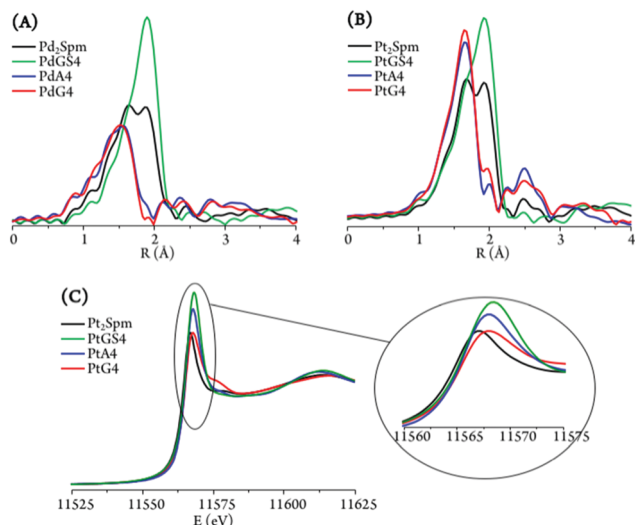 (A)
Pd₂Spm
PdGS4
PdA4
PdG4
0 1 2 3 4
R (Å)
(B)
Pt₂Spm
PtGS4
PtA4
PtG4
0 1 2 3 4
R (Å)
(C)
Pt₂Spm
PtGS4
PtA4
PtG4
11560 11565 11570 11575
11525 11550 11575 11600 11625
E (eV)